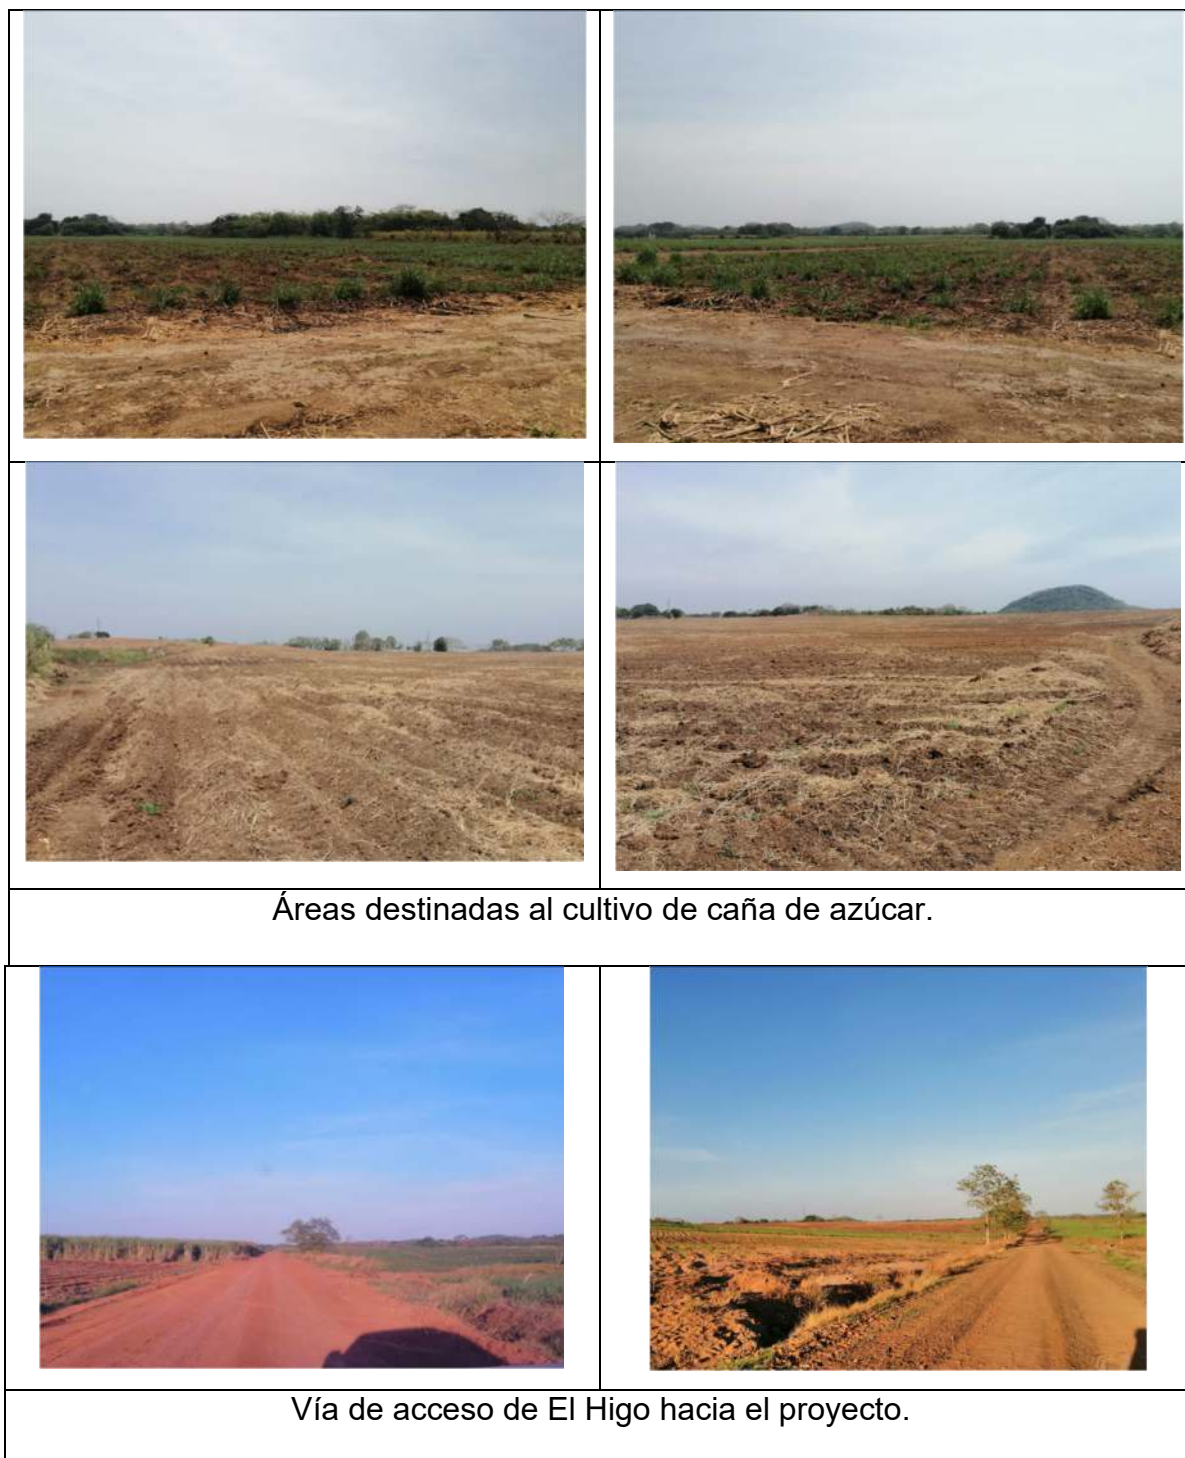 Áreas destinadas al cultivo de caña de azúcar.
Vía de acceso de El Higo hacia el proyecto.